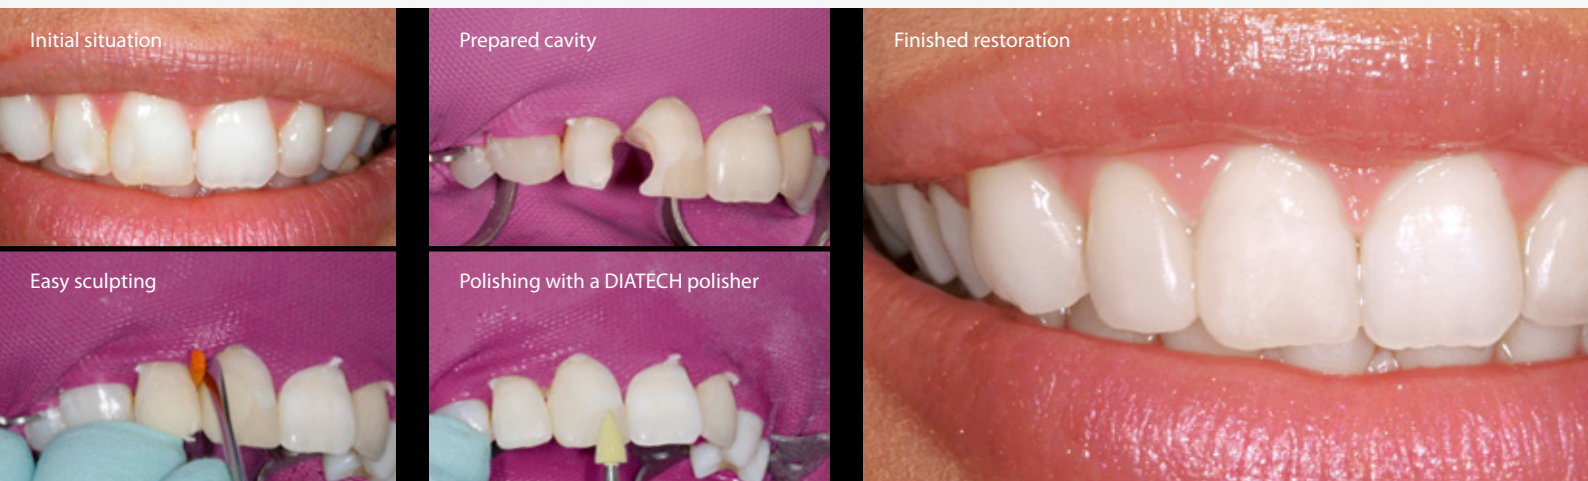 Initial situation
Prepared cavity
Finished restoration
Easy sculpting
Polishing with a DIATECH polisher